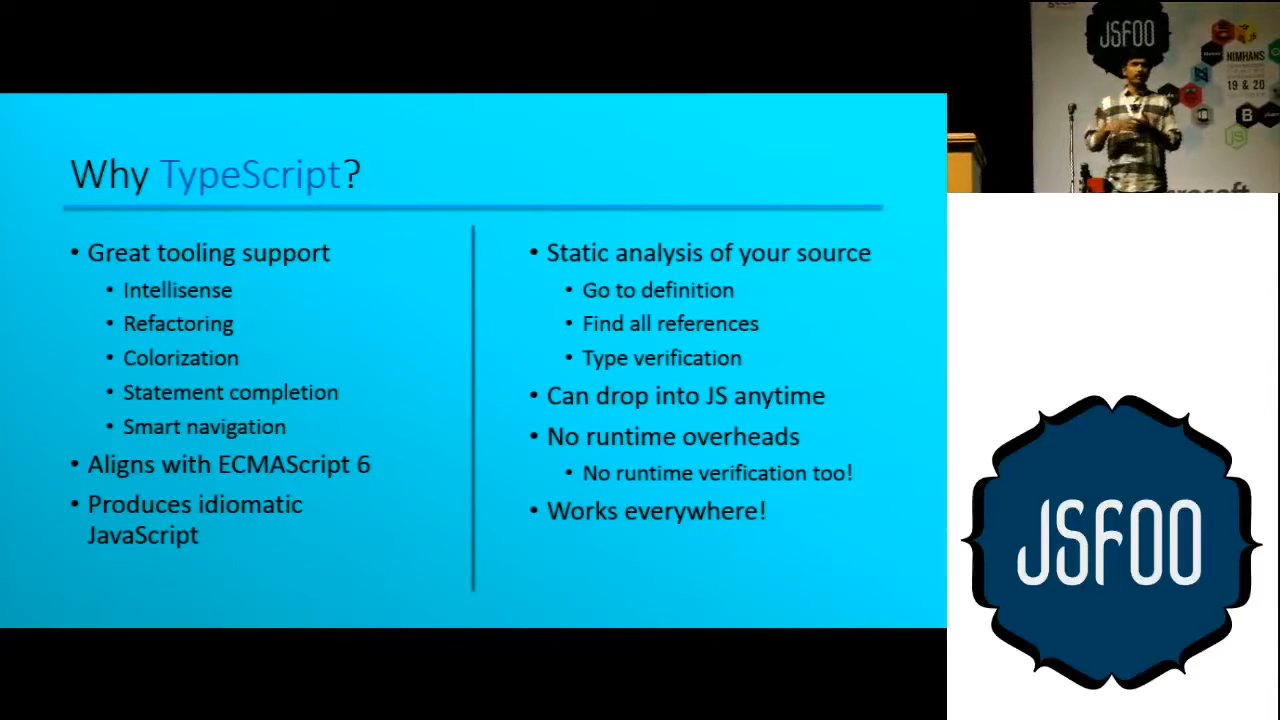 Why TypeScript?
• Great tooling support
• Intellisense
• Refactoring
• Colorization
• Statement completion
• Smart navigation
• Aligns with ECMAScript 6
• Produces idiomatic
JavaScript
• Static analysis of your source
• Go to definition
• Find all references
• Type verification
• Can drop into JS anytime
• No runtime overheads
• No runtime verification too!
• Works everywhere!
JSFOO
NIMHANS
19 & 20
B
JS
JSFOO